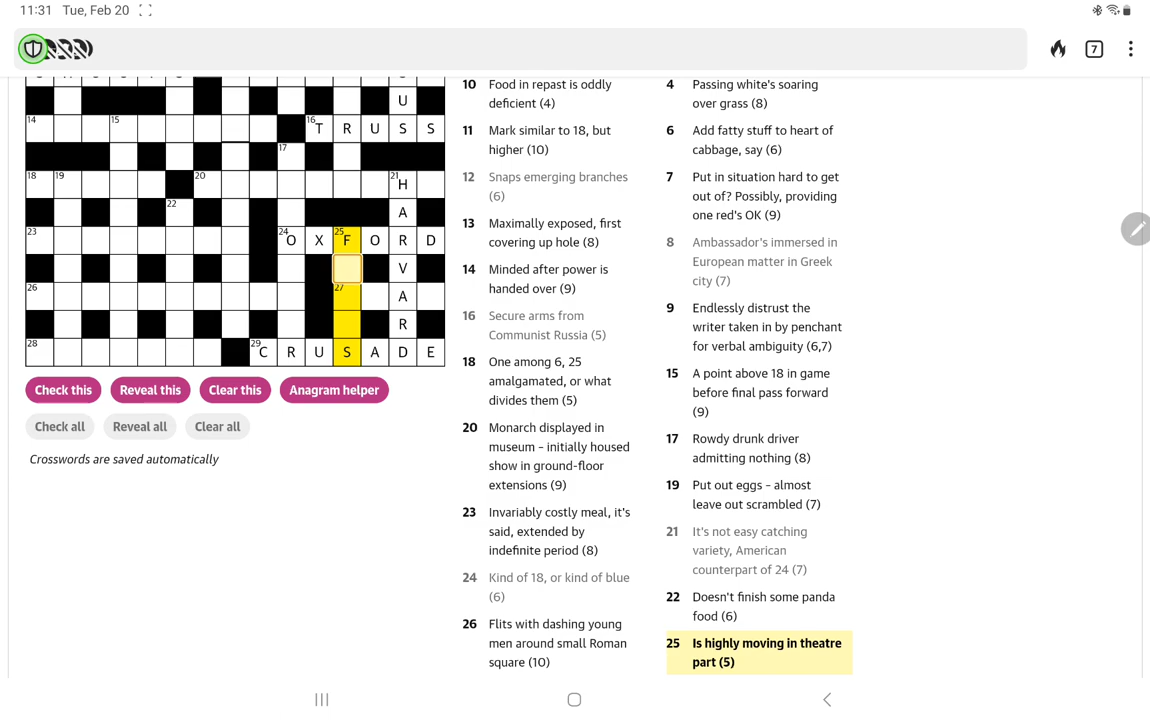 11:31 Tue, Feb 20
7
U
14 15 16 T R U S S
17
18 19 20 21 H
22 A
23 24 O X 25 F O R D
V
26 27 A
R
28 29 C R U S A D E
Check this
Reveal this
Clear this
Anagram helper
Check all
Reveal all
Clear all
Crosswords are saved automatically
10 Food in repast is oddly
deficient (4)
11 Mark similar to 18, but
higher (10)
12 Snaps emerging branches
(6)
13 Maximally exposed, first
covering up hole (8)
14 Minded after power is
handed over (9)
16 Secure arms from
Communist Russia (5)
18 One among 6, 25
amalgamated, or what
divides them (5)
20 Monarch displayed in
museum – initially housed
show in ground-floor
extensions (9)
23 Invariably costly meal, it's
said, extended by
indefinite period (8)
24 Kind of 18, or kind of blue
(6)
26 Flits with dashing young
men around small Roman
square (10)
4 Passing white's soaring
over grass (8)
6 Add fatty stuff to heart of
cabbage, say (6)
7 Put in situation hard to get
out of? Possibly, providing
one red's OK (9)
8 Ambassador's immersed in
European matter in Greek
city (7)
9 Endlessly distrust the
writer taken in by penchant
for verbal ambiguity (6,7)
15 A point above 18 in game
before final pass forward
(9)
17 Rowdy drunk driver
admitting nothing (8)
19 Put out eggs – almost
leave out scrambled (7)
21 It's not easy catching
variety, American
counterpart of 24 (7)
22 Doesn't finish some panda
food (6)
25 Is highly moving in theatre
part (5)